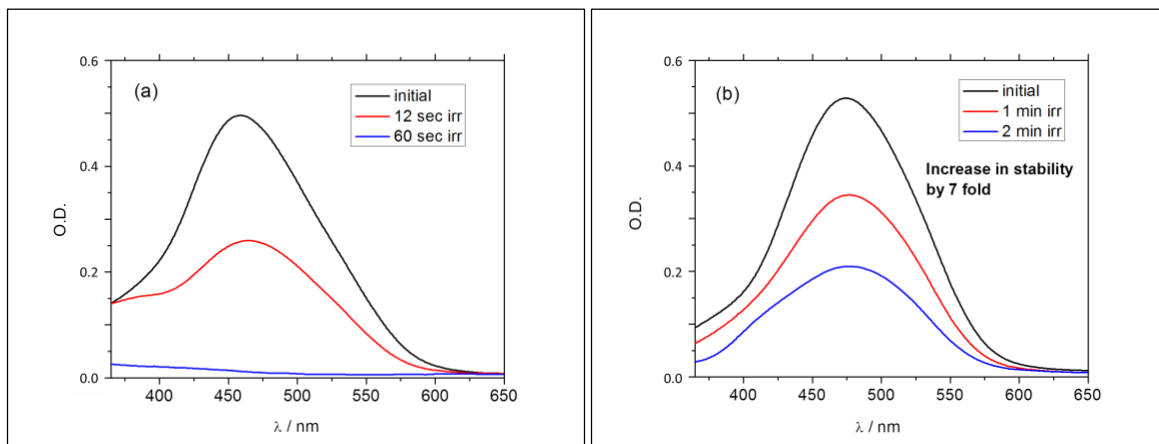 (a)
initial
12 sec irr
60 sec irr
0.6
0.4
0.2
0.0
O.D.
400 450 500 550 600 650
λ / nm
(b)
initial
1 min irr
2 min irr
Increase in stability
by 7 fold
0.6
0.4
0.2
0.0
O.D.
400 450 500 550 600 650
λ / nm